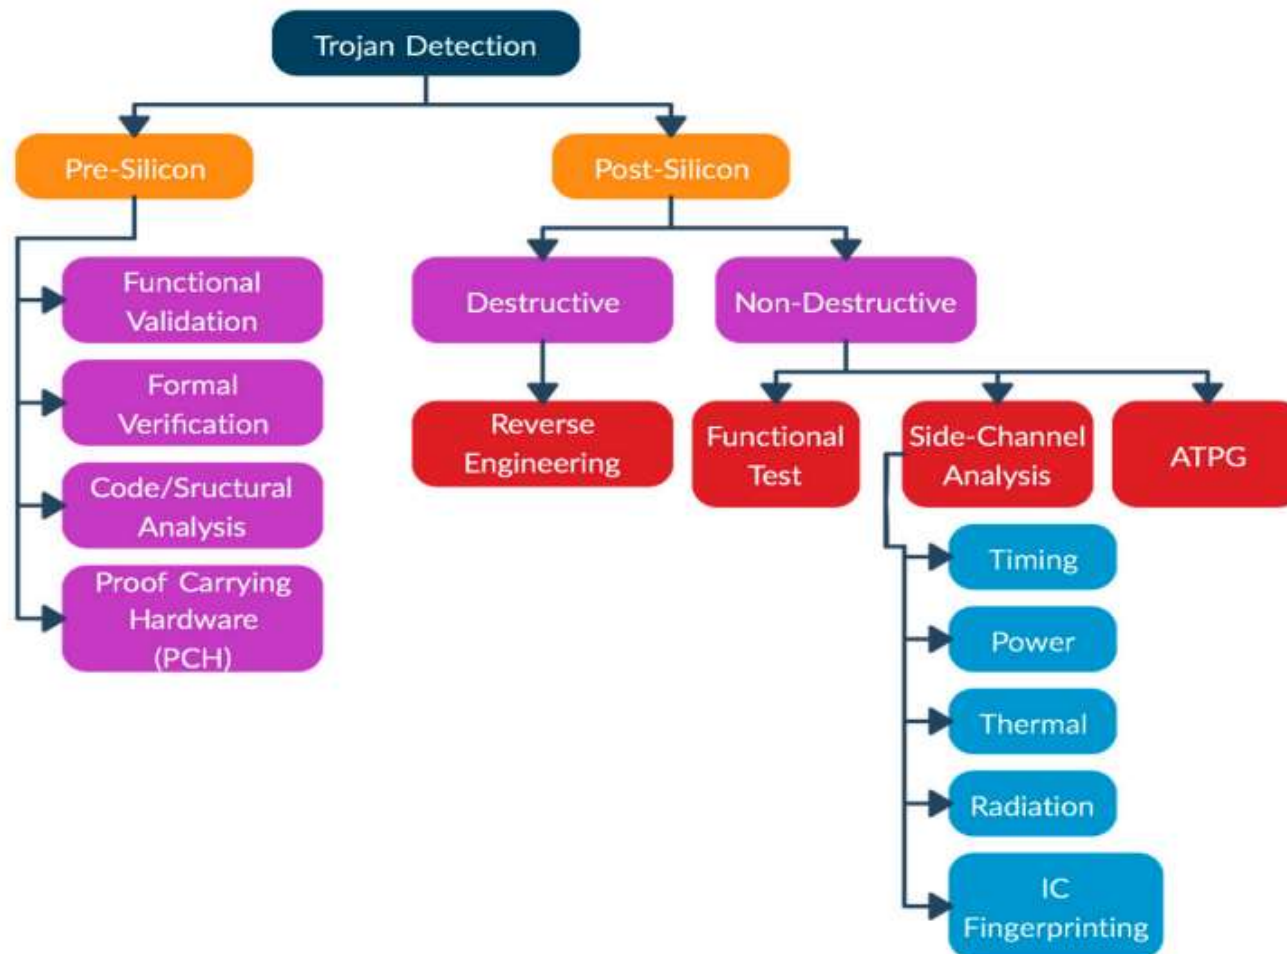 Trojan Detection
Pre-Silicon
Post-Silicon
Functional
Validation
Formal
Verification
Code/Sructural
Analysis
Proof Carrying
Hardware
(PCH)
Destructive
Non-Destructive
Reverse
Engineering
Functional
Test
Side-Channel
Analysis
ATPG
Timing
Power
Thermal
Radiation
IC
Fingerprinting